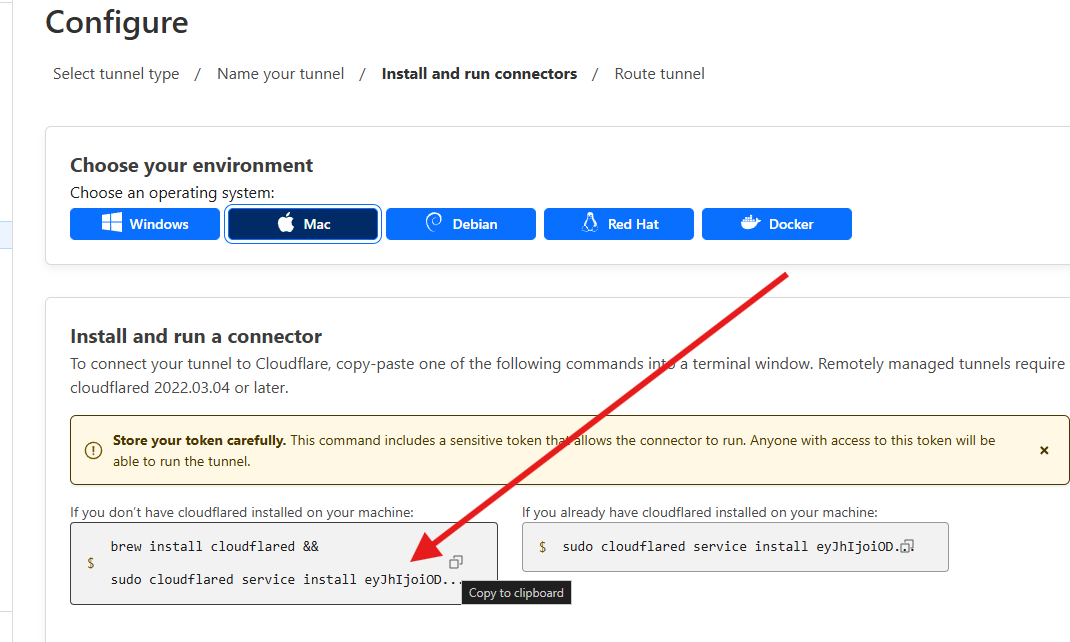 Configure
Select tunnel type / Name your tunnel / Install and run connectors / Route tunnel
Choose your environment
Choose an operating system:
Windows Mac Debian Red Hat Docker
Install and run a connector
To connect your tunnel to Cloudflare, copy-paste one of the following commands into a terminal window. Remotely managed tunnels require
cloudflared 2022.03.04 or later.
Store your token carefully. This command includes a sensitive token that allows the connector to run. Anyone with access to this token will be
able to run the tunnel.
If you don’t have cloudflared installed on your machine:
$ brew install cloudflared &&
sudo cloudflared service install eyJhIjoiOD...
Copy to clipboard
If you already have cloudflared installed on your machine:
$ sudo cloudflared service install eyJhIjoiOD...